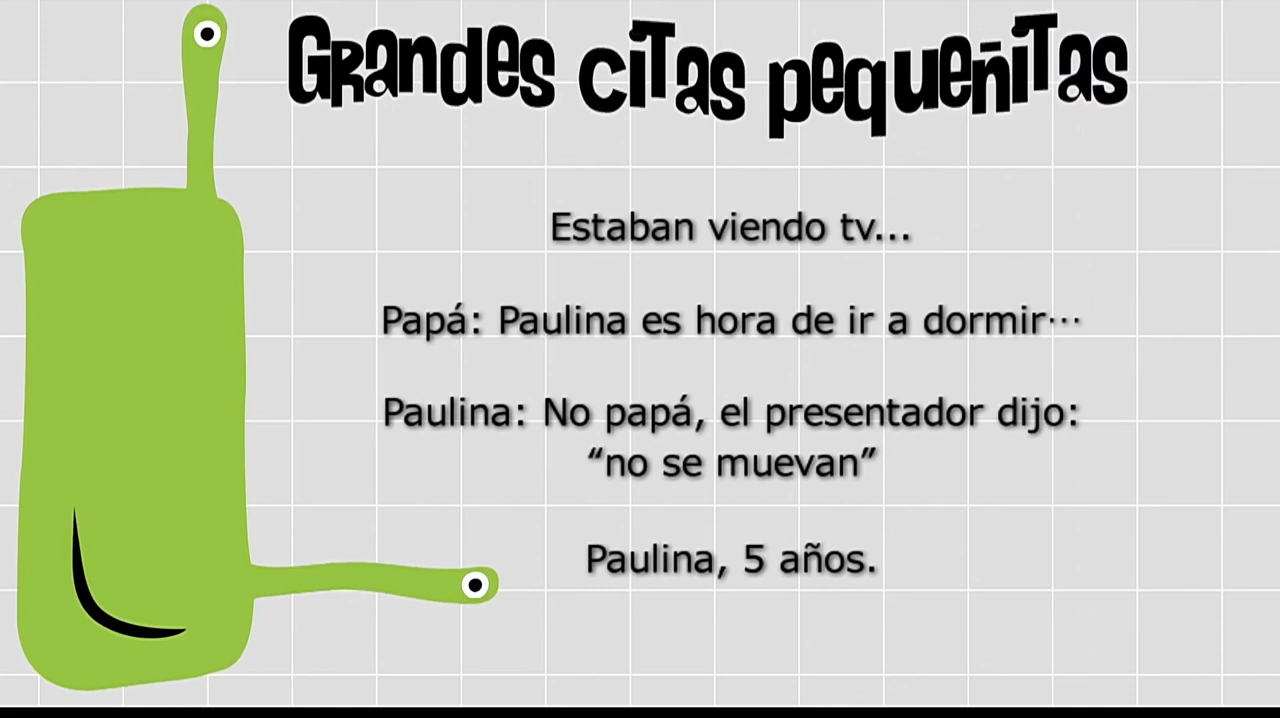 Grandes citas pequeñitas
Estaban viendo tv...
Papá: Paulina es hora de ir a dormir···
Paulina: No papá, el presentador dijo:
“no se muevan”
Paulina, 5 años.